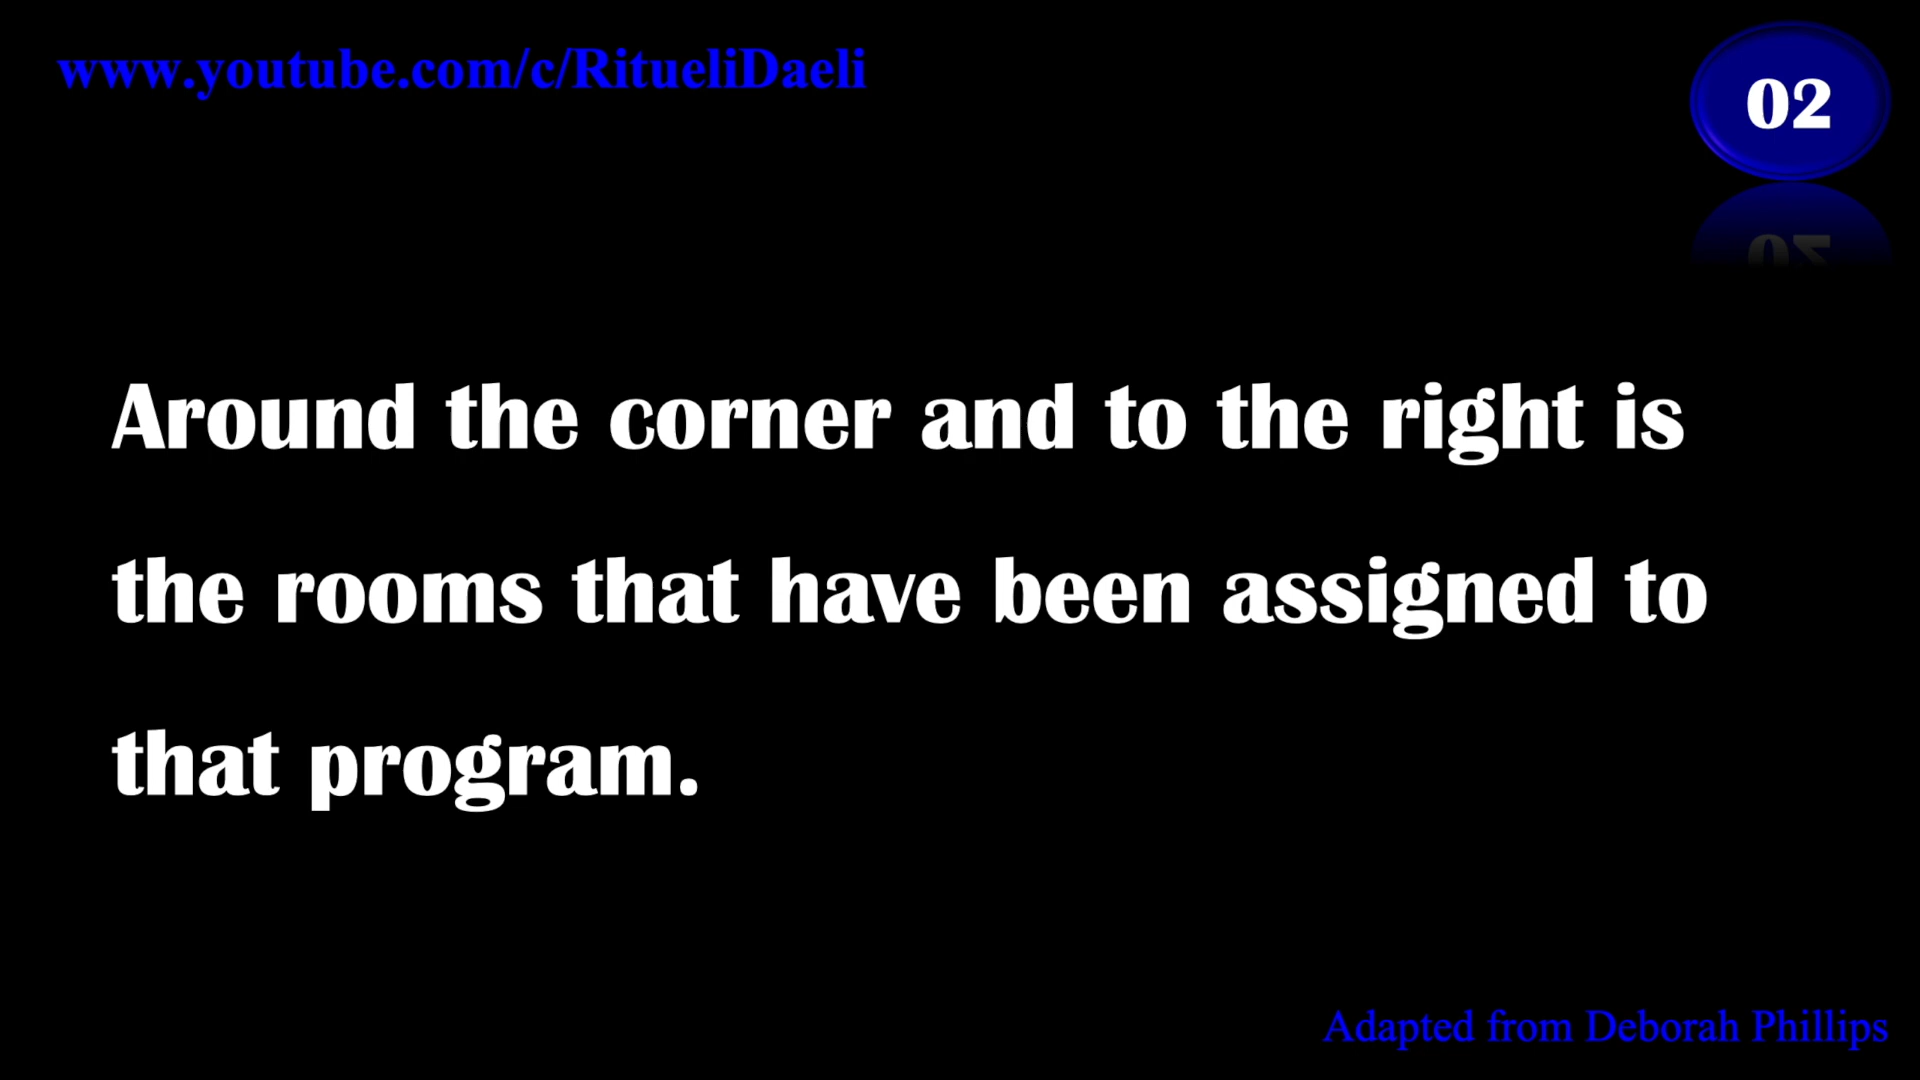 www.youtube.com/c/RitueliDaeli
02
Around the corner and to the right is
the rooms that have been assigned to
that program.
Adapted from Deborah Phillips